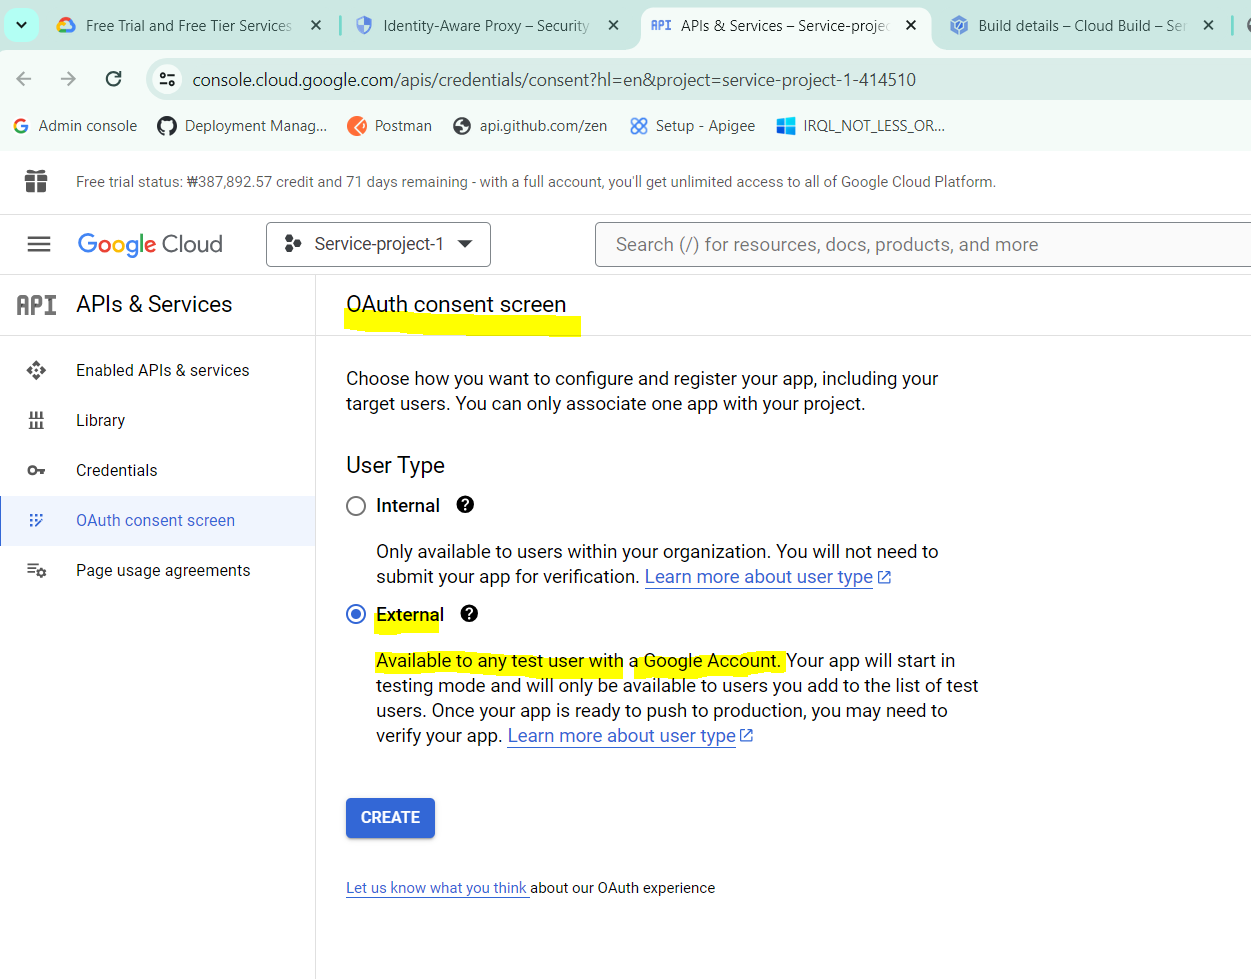 Free Trial and Free Tier Services
Identity-Aware Proxy – Security
API APIs & Services – Service-projec
Build details – Cloud Build – Ser
console.cloud.google.com/apis/credentials/consent?hl=en&project=service-project-1-414510
Admin console
Deployment Manag...
Postman
api.github.com/zen
Setup - Apigee
IRQL_NOT_LESS_OR...
Free trial status: ₩387,892.57 credit and 71 days remaining - with a full account, you'll get unlimited access to all of Google Cloud Platform.
Google Cloud
Service-project-1
Search (/) for resources, docs, products, and more
API APIs & Services
OAuth consent screen
Enabled APIs & services
Library
Credentials
OAuth consent screen
Page usage agreements
Choose how you want to configure and register your app, including your
target users. You can only associate one app with your project.
User Type
Internal
Only available to users within your organization. You will not need to
submit your app for verification. Learn more about user type
External
Available to any test user with a Google Account. Your app will start in
testing mode and will only be available to users you add to the list of test
users. Once your app is ready to push to production, you may need to
verify your app. Learn more about user type
CREATE
Let us know what you think about our OAuth experience